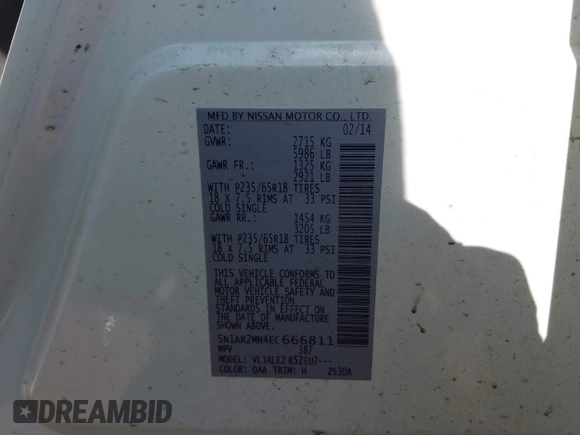 MFD BY NISSAN MOTOR CO., LTD.
DATE: 02/14
GVWR: 2715 KG
5986 LB
GAWR FR.: 1325 KG
2921 LB
WITH P235/65R18 TIRES
18 X 7.5 RIMS AT 33 PSI
COLD SINGLE
GAWR RR.: 1454 KG
3205 LB
WITH P235/65R18 TIRES
18 X 7.5 RIMS AT 33 PSI
COLD SINGLE
THIS VEHICLE CONFORMS TO
ALL APPLICABLE FEDERAL
MOTOR VEHICLE SAFETY AND
THEFT PREVENTION
STANDARDS IN EFFECT ON
THE DATE OF MANUFACTURE
SHOWN ABOVE.
5N1AR2MN4EC666811
MPV 387
MODEL: VLJALEZ R52EU7---
COLOR: QAA TRIM: H 2S30A
DREAMBID